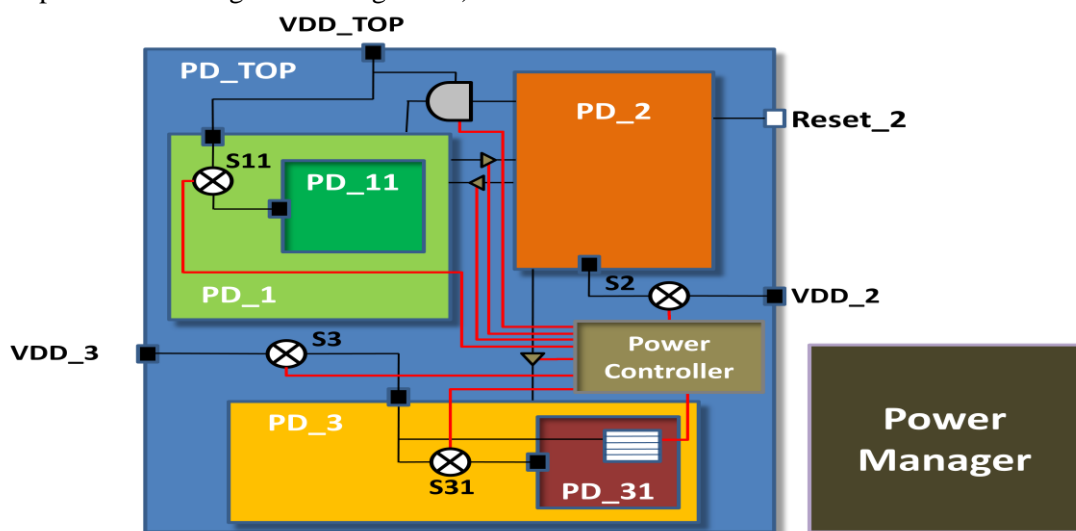 VDD_TOP
PD_TOP
PD_2
Reset_2
S11
PD_11
PD_1
S2
VDD_2
VDD_3
S3
Power
Controller
PD_3
S31
PD_31
Power
Manager